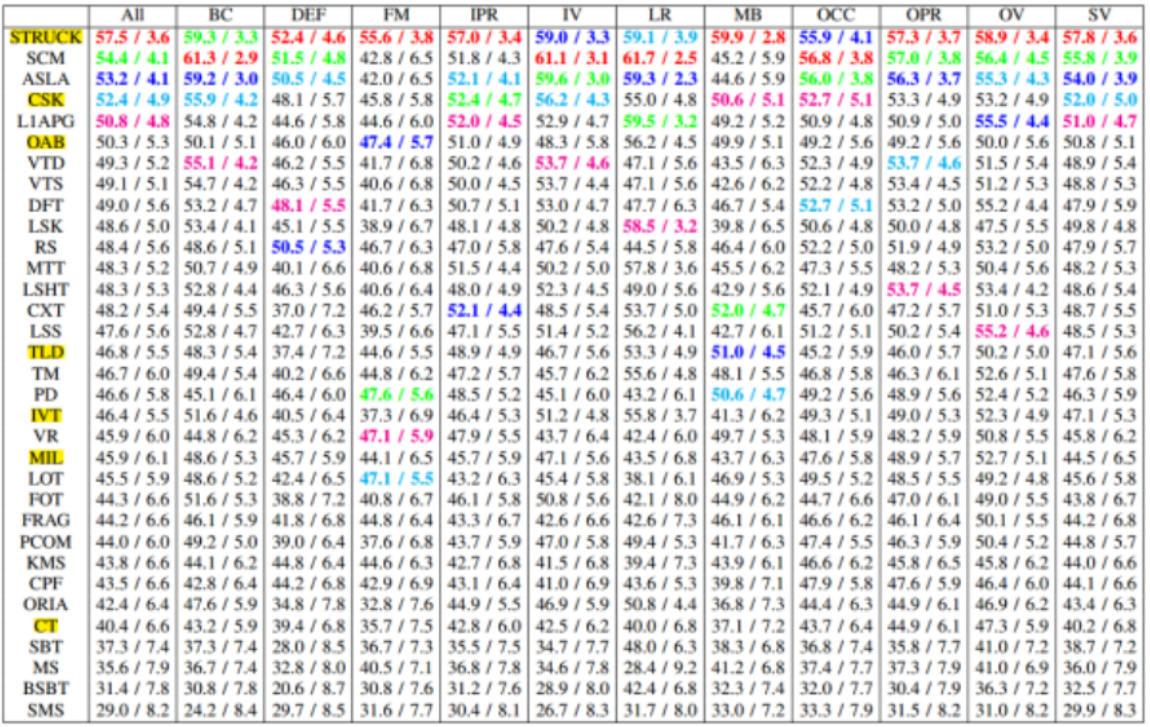 All BC DEF FM IPR IV LR MB OCC OPR OV SV
STRUCK 57.5 / 3.6 59.3 / 3.3 52.4 / 4.6 55.6 / 3.8 57.0 / 3.4 59.0 / 3.3 59.1 / 3.9 59.9 / 2.8 55.9 / 4.1 57.3 / 3.7 58.9 / 3.4 57.8 / 3.6
SCM 54.4 / 4.1 61.3 / 2.9 51.5 / 4.8 42.8 / 6.5 51.8 / 4.3 61.1 / 3.1 61.7 / 2.5 45.2 / 5.9 56.8 / 3.8 57.0 / 3.8 56.4 / 4.5 55.8 / 3.9
ASLA 53.2 / 4.1 59.2 / 3.0 50.5 / 4.5 42.0 / 6.5 52.1 / 4.1 59.6 / 3.0 59.3 / 2.3 44.6 / 5.9 56.0 / 3.8 56.3 / 3.7 55.3 / 4.3 54.0 / 3.9
CSK 52.4 / 4.9 55.9 / 4.2 48.1 / 5.7 45.8 / 5.8 52.4 / 4.7 56.2 / 4.3 55.0 / 4.8 50.6 / 5.1 52.7 / 5.1 53.3 / 4.9 53.2 / 4.9 52.0 / 5.0
L1APG 50.8 / 4.8 54.8 / 4.2 44.6 / 5.8 44.6 / 6.0 52.0 / 4.5 52.9 / 4.7 59.5 / 3.2 49.2 / 5.2 50.9 / 4.8 50.9 / 5.0 55.5 / 4.4 51.0 / 4.7
OAB 50.3 / 5.3 50.1 / 5.1 46.0 / 6.0 47.4 / 5.7 51.0 / 4.9 48.3 / 5.8 56.2 / 4.5 49.9 / 5.1 49.2 / 5.6 49.2 / 5.6 50.0 / 5.6 50.8 / 5.1
VTD 49.3 / 5.2 55.1 / 4.2 46.2 / 5.5 41.7 / 6.8 50.2 / 4.6 53.7 / 4.6 47.1 / 5.6 43.5 / 6.3 52.3 / 4.9 53.7 / 4.6 51.5 / 5.4 48.9 / 5.4
VTS 49.1 / 5.1 54.7 / 4.2 46.3 / 5.5 40.6 / 6.8 50.0 / 4.5 53.7 / 4.4 47.1 / 5.6 42.6 / 6.2 52.2 / 4.8 53.4 / 4.5 51.2 / 5.3 48.8 / 5.3
DFT 49.0 / 5.6 53.2 / 4.7 48.1 / 5.5 41.7 / 6.3 50.7 / 5.1 53.0 / 4.7 47.7 / 6.3 46.7 / 5.4 52.7 / 5.1 53.2 / 5.0 55.2 / 4.4 47.9 / 5.9
LSK 48.6 / 5.0 53.4 / 4.1 45.1 / 5.5 38.9 / 6.7 48.1 / 4.8 50.2 / 4.8 58.5 / 3.2 39.8 / 6.5 50.6 / 4.8 50.0 / 4.8 47.5 / 5.5 49.8 / 4.8
RS 48.4 / 5.6 48.6 / 5.1 50.5 / 5.3 46.7 / 6.3 47.0 / 5.8 47.6 / 6.5 44.5 / 5.8 46.4 / 6.0 52.2 / 5.0 51.9 / 4.9 53.2 / 5.0 47.9 / 5.7
MTT 48.3 / 5.2 50.7 / 4.9 40.1 / 6.6 40.6 / 6.8 51.5 / 4.4 50.2 / 5.0 57.8 / 3.6 45.5 / 6.2 47.3 / 5.5 48.2 / 5.3 50.4 / 5.6 48.2 / 5.3
LSHT 48.3 / 5.3 52.8 / 4.4 46.3 / 5.6 40.6 / 6.4 48.0 / 4.9 52.3 / 4.5 49.0 / 5.6 42.9 / 5.6 52.1 / 4.9 53.7 / 4.5 53.4 / 4.2 48.6 / 5.4
CXT 48.2 / 5.4 49.4 / 5.5 37.0 / 7.2 46.2 / 5.7 52.1 / 4.4 48.5 / 5.4 53.7 / 5.0 52.0 / 4.7 45.7 / 6.0 47.2 / 5.7 51.0 / 5.3 48.7 / 5.5
LSS 47.6 / 5.6 52.8 / 4.7 42.7 / 6.3 39.5 / 6.6 47.1 / 5.5 51.4 / 5.2 56.2 / 4.1 42.7 / 6.1 51.2 / 5.1 50.2 / 5.4 55.2 / 4.6 48.5 / 5.3
TLD 46.8 / 5.5 48.3 / 5.4 37.4 / 7.2 44.6 / 5.5 48.9 / 4.9 46.7 / 5.6 53.3 / 4.9 51.0 / 4.5 45.2 / 5.9 46.0 / 5.7 50.2 / 5.0 47.1 / 5.6
TM 46.7 / 6.0 49.4 / 5.4 40.2 / 6.6 44.8 / 6.2 47.2 / 5.7 45.7 / 6.2 55.6 / 4.8 48.1 / 5.5 46.8 / 5.8 46.3 / 6.1 52.6 / 5.1 47.6 / 5.8
PD 46.6 / 5.8 45.1 / 6.1 46.4 / 6.0 47.6 / 5.6 48.5 / 5.2 45.1 / 6.0 43.2 / 6.1 50.6 / 4.7 49.2 / 5.6 48.9 / 5.6 52.4 / 5.2 46.3 / 5.9
IVT 46.4 / 5.5 51.6 / 4.6 40.5 / 6.4 37.3 / 6.9 46.4 / 5.3 51.2 / 4.8 55.8 / 3.7 41.3 / 6.2 49.3 / 5.1 49.0 / 5.3 52.3 / 4.9 47.1 / 5.3
VR 45.9 / 6.0 44.8 / 6.2 45.3 / 6.2 47.1 / 5.9 47.9 / 5.5 43.7 / 6.4 42.4 / 6.0 49.7 / 5.3 48.1 / 5.9 48.2 / 5.9 50.8 / 5.5 45.8 / 6.2
MIL 45.9 / 6.1 48.6 / 5.3 45.7 / 5.9 44.1 / 6.5 45.7 / 5.9 47.1 / 5.6 43.5 / 6.8 43.7 / 6.3 47.6 / 5.8 48.9 / 5.7 52.7 / 5.1 44.5 / 6.5
LOT 45.5 / 5.9 48.6 / 5.2 42.4 / 6.5 47.1 / 5.5 43.2 / 6.3 45.4 / 5.8 38.1 / 6.1 46.9 / 5.3 49.5 / 5.2 48.5 / 5.5 49.2 / 4.8 45.6 / 5.8
FOT 44.3 / 6.6 51.6 / 5.3 38.8 / 7.2 40.8 / 6.7 46.1 / 5.8 50.8 / 5.6 42.1 / 8.0 44.9 / 6.2 44.7 / 6.6 47.0 / 6.1 49.0 / 5.5 43.8 / 6.7
FRAG 44.2 / 6.6 46.1 / 5.9 41.8 / 6.8 44.8 / 6.4 43.3 / 6.7 42.6 / 6.6 42.6 / 7.3 46.1 / 6.1 46.6 / 6.2 46.1 / 6.4 50.1 / 5.5 44.2 / 6.8
PCOM 44.0 / 6.0 49.2 / 5.0 39.0 / 6.4 37.6 / 6.8 43.7 / 5.9 47.0 / 5.8 49.4 / 5.3 41.7 / 6.3 47.4 / 5.5 46.3 / 5.9 50.4 / 5.2 44.8 / 5.7
KMS 43.8 / 6.6 44.1 / 6.2 44.8 / 6.4 44.6 / 6.3 42.7 / 6.8 41.5 / 6.8 39.4 / 7.3 43.9 / 6.1 46.6 / 6.2 45.8 / 6.5 45.8 / 6.2 44.0 / 6.6
CPF 43.5 / 6.6 42.8 / 6.4 44.2 / 6.8 42.9 / 6.9 43.1 / 6.4 41.0 / 6.9 43.6 / 5.3 39.8 / 7.1 47.9 / 5.8 47.6 / 5.9 46.4 / 6.0 44.1 / 6.6
ORIA 42.4 / 6.4 47.6 / 5.9 34.8 / 7.8 32.8 / 7.6 44.9 / 5.5 46.9 / 5.9 50.8 / 4.4 36.8 / 7.3 44.4 / 6.3 44.9 / 6.1 46.9 / 6.2 43.4 / 6.3
CT 40.4 / 6.6 43.2 / 5.9 39.4 / 6.8 35.7 / 7.5 42.8 / 6.0 42.5 / 6.2 40.0 / 6.8 37.1 / 7.2 43.7 / 6.4 44.9 / 6.1 47.3 / 5.9 40.2 / 6.8
SBT 37.3 / 7.4 37.3 / 7.4 28.0 / 8.5 36.7 / 7.3 35.5 / 7.5 34.7 / 7.7 48.0 / 6.3 38.3 / 6.8 36.8 / 7.4 35.8 / 7.7 41.0 / 7.2 38.7 / 7.2
MS 35.6 / 7.9 36.7 / 7.4 32.8 / 8.0 40.5 / 7.1 36.8 / 7.8 34.6 / 7.8 28.4 / 9.2 41.2 / 6.8 37.4 / 7.7 37.3 / 7.9 41.0 / 6.9 36.0 / 7.9
BSBT 31.4 / 7.8 30.8 / 7.8 20.6 / 8.7 30.8 / 7.6 31.2 / 7.6 28.9 / 8.0 42.4 / 6.8 32.3 / 7.4 32.0 / 7.7 30.4 / 7.9 36.3 / 7.2 32.5 / 7.7
SMS 29.0 / 8.2 24.2 / 8.4 29.7 / 8.5 31.6 / 7.7 30.4 / 8.1 26.7 / 8.3 31.7 / 8.0 33.0 / 7.2 33.3 / 7.9 31.5 / 8.2 31.0 / 8.2 29.9 / 8.3